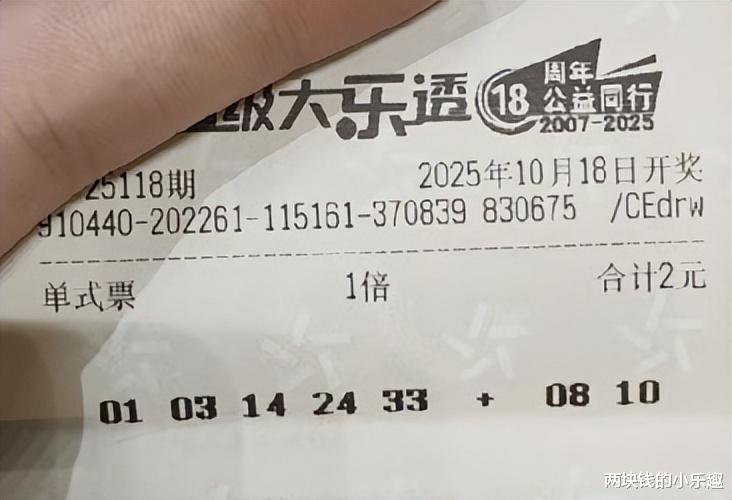 级大乐透 18 周年
公益同行
2007-2025
25118期 2025年10月18日开奖
910440-202261-115161-370839 830675 /CEdrw
单式票 1倍 合计2元
01 03 14 24 33 + 08 10
两块钱的小乐趣